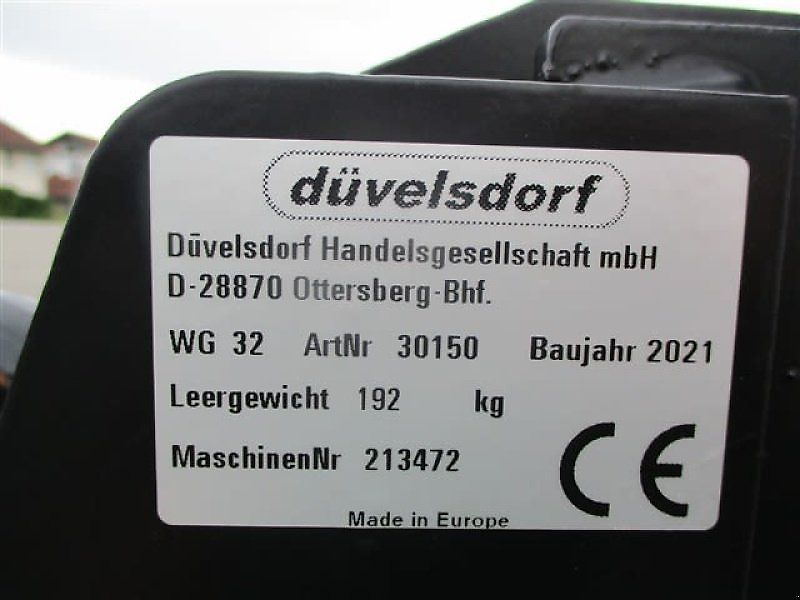 düvelsdorf
Düvelsdorf Handelsgesellschaft mbH
D-28870 Ottersberg-Bhf.
WG 32 ArtNr 30150 Baujahr 2021
Leergewicht 192 kg
MaschinenNr 213472
CE
Made in Europe